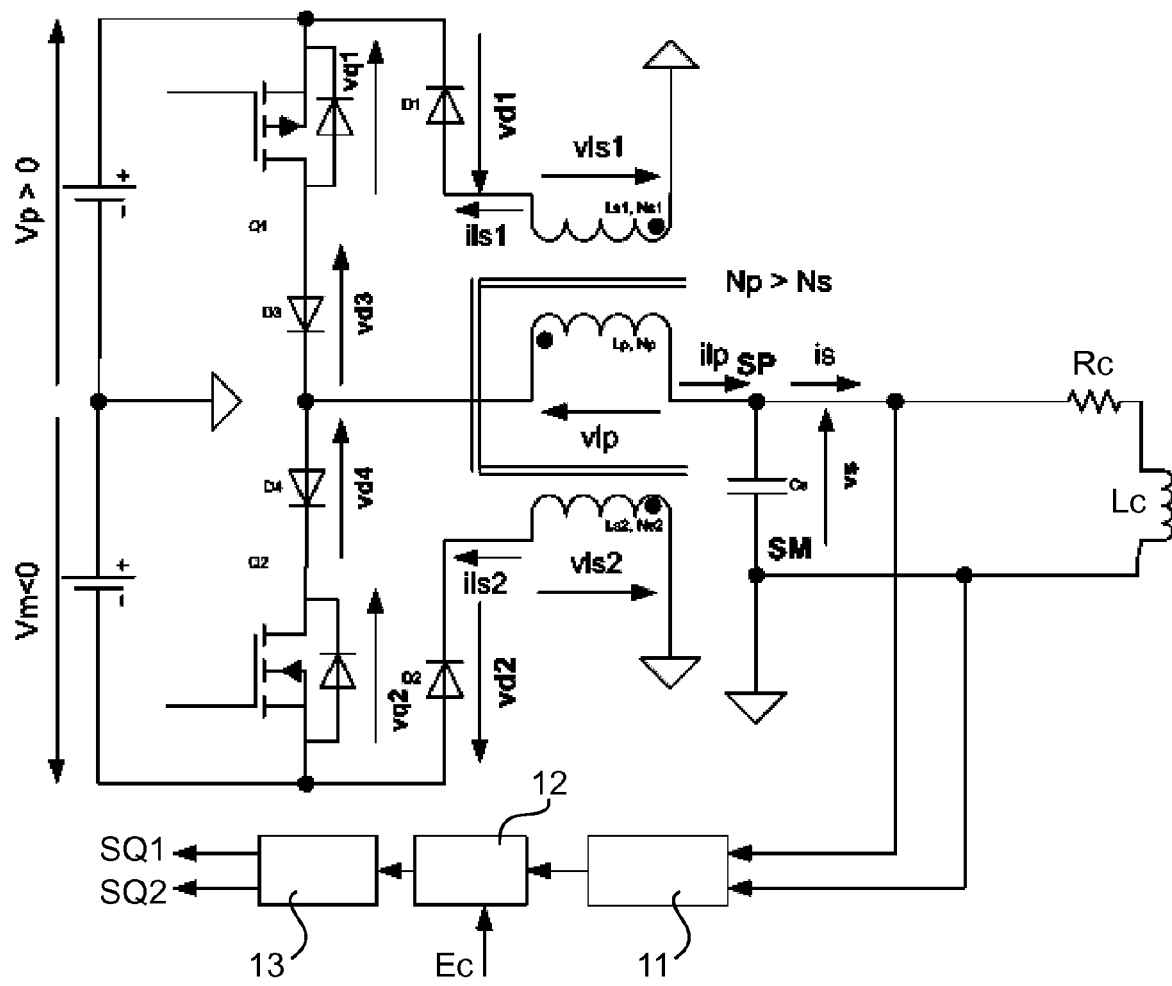 Vp > 0
+
-
vq1
D1
vd1
vls1
Ls1, Ns1
ils1
Q1
D3
vd3
Np > Ns
Lp, Np
ilp
SP
is
Rc
vlp
D4
vd4
Cs
vs
Lc
Ls2, Ns2
SM
Q2
ils2
vls2
Vm<0
+
-
vq2
D2
vd2
12
SQ1
SQ2
13
Ec
11